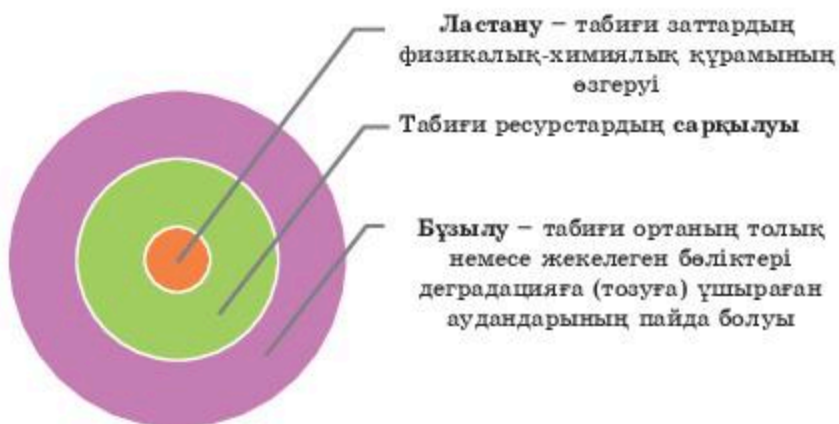 Ластану – табиғи заттардың
физикалық-химиялық құрамының
өзгеруі
Табиғи ресурстардың сарқылуы
Бұзылу – табиғи ортаның толық
немесе жекелеген бөліктері
деградацияға (тозуға) ұшыраған
аудандарының пайда болуы